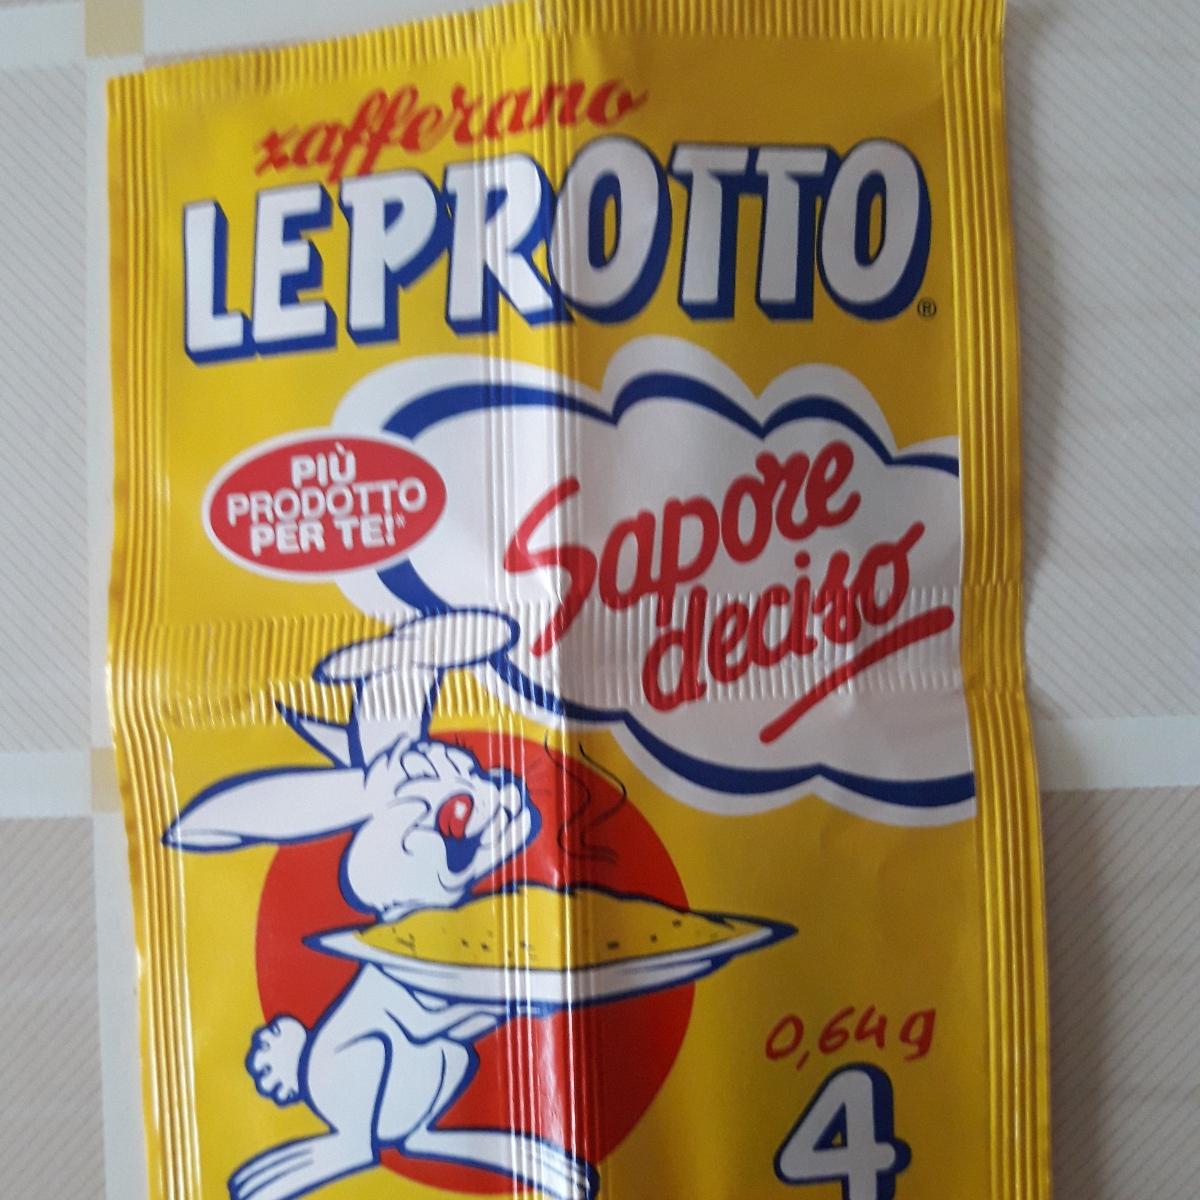 zafferano
LEPROTTO®
PIÙ
PRODOTTO
PER TE!*
Sapore
deciso
0,64 g
4